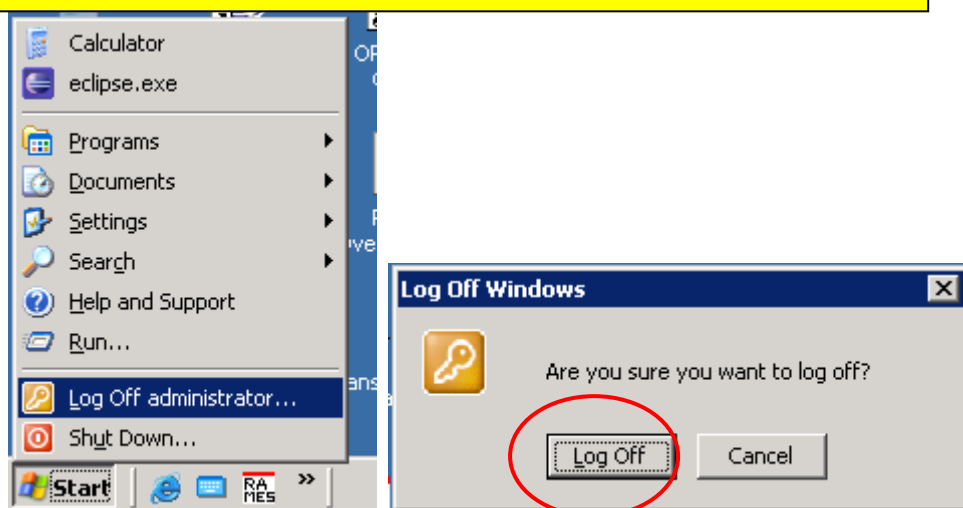 Calculator
eclipse.exe
Programs
Documents
Settings
Search
Help and Support
Run...
Log Off administrator...
Shut Down...
Start
RA
MES
»
Log Off Windows
Are you sure you want to log off?
Log Off
Cancel